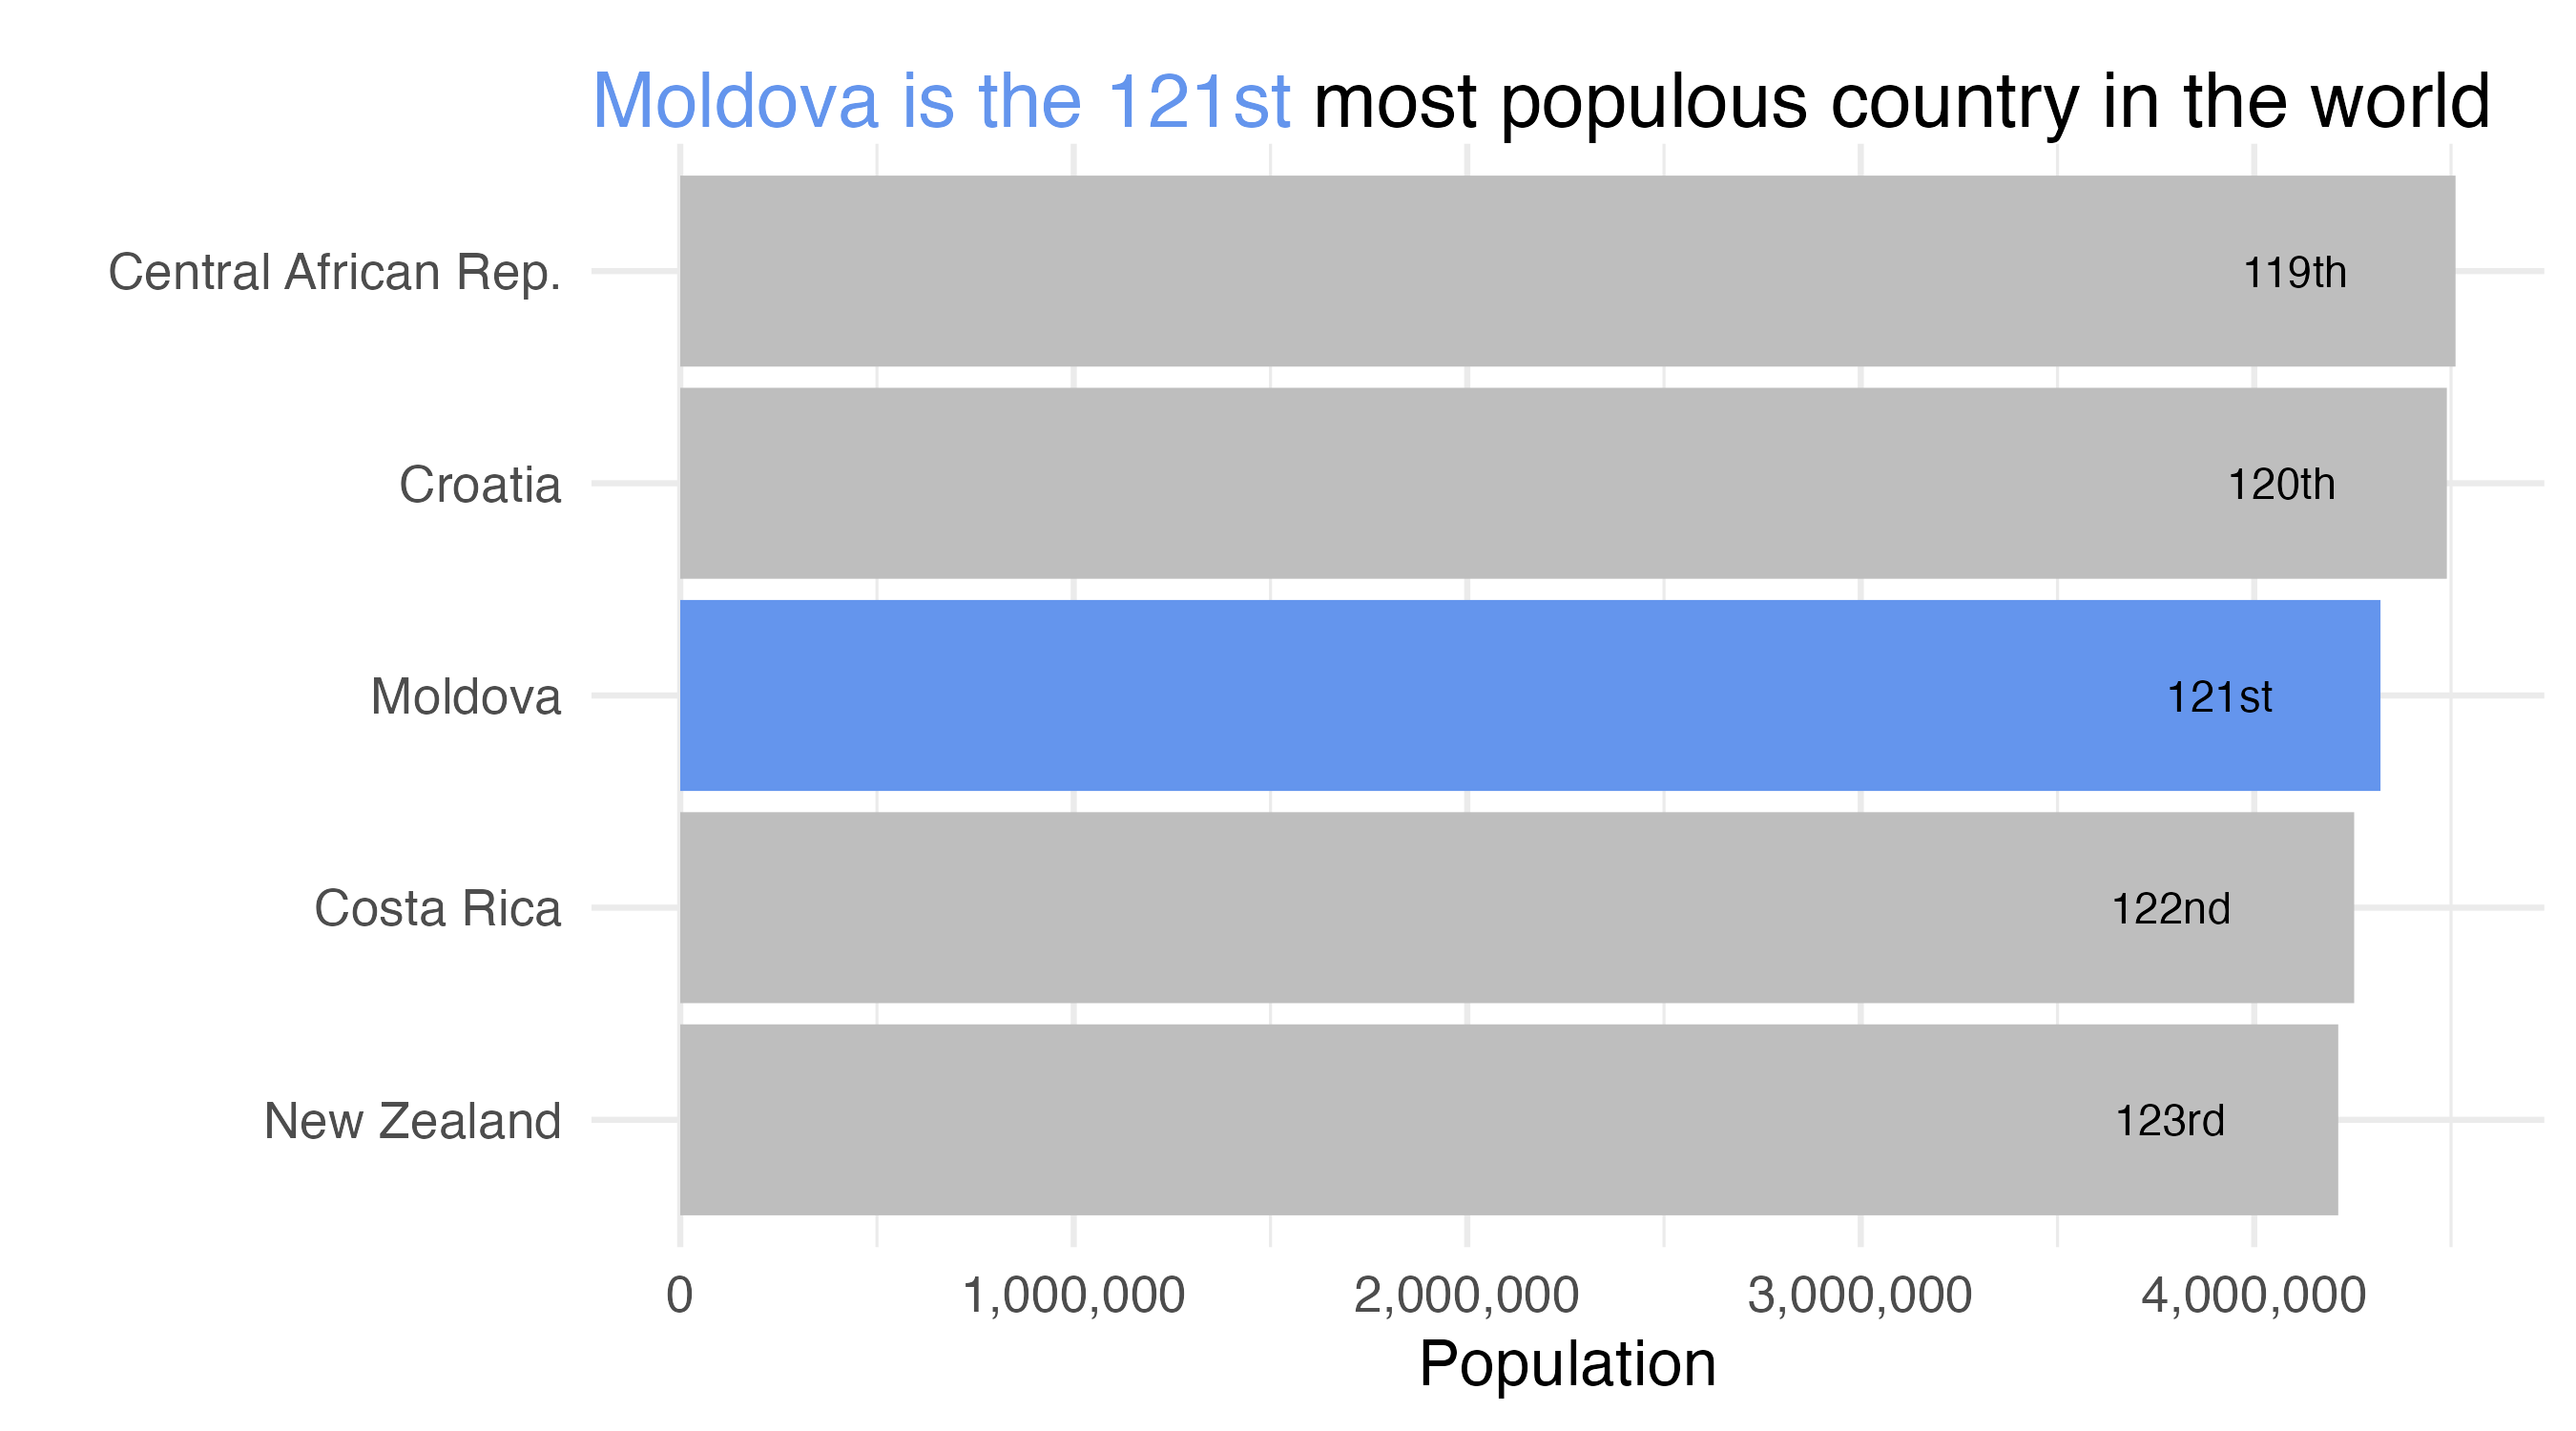 Moldova is the 121st most populous country in the world
Central African Rep.
119th
Croatia
120th
Moldova
121st
Costa Rica
122nd
New Zealand
123rd
0
1,000,000
2,000,000
3,000,000
4,000,000
Population